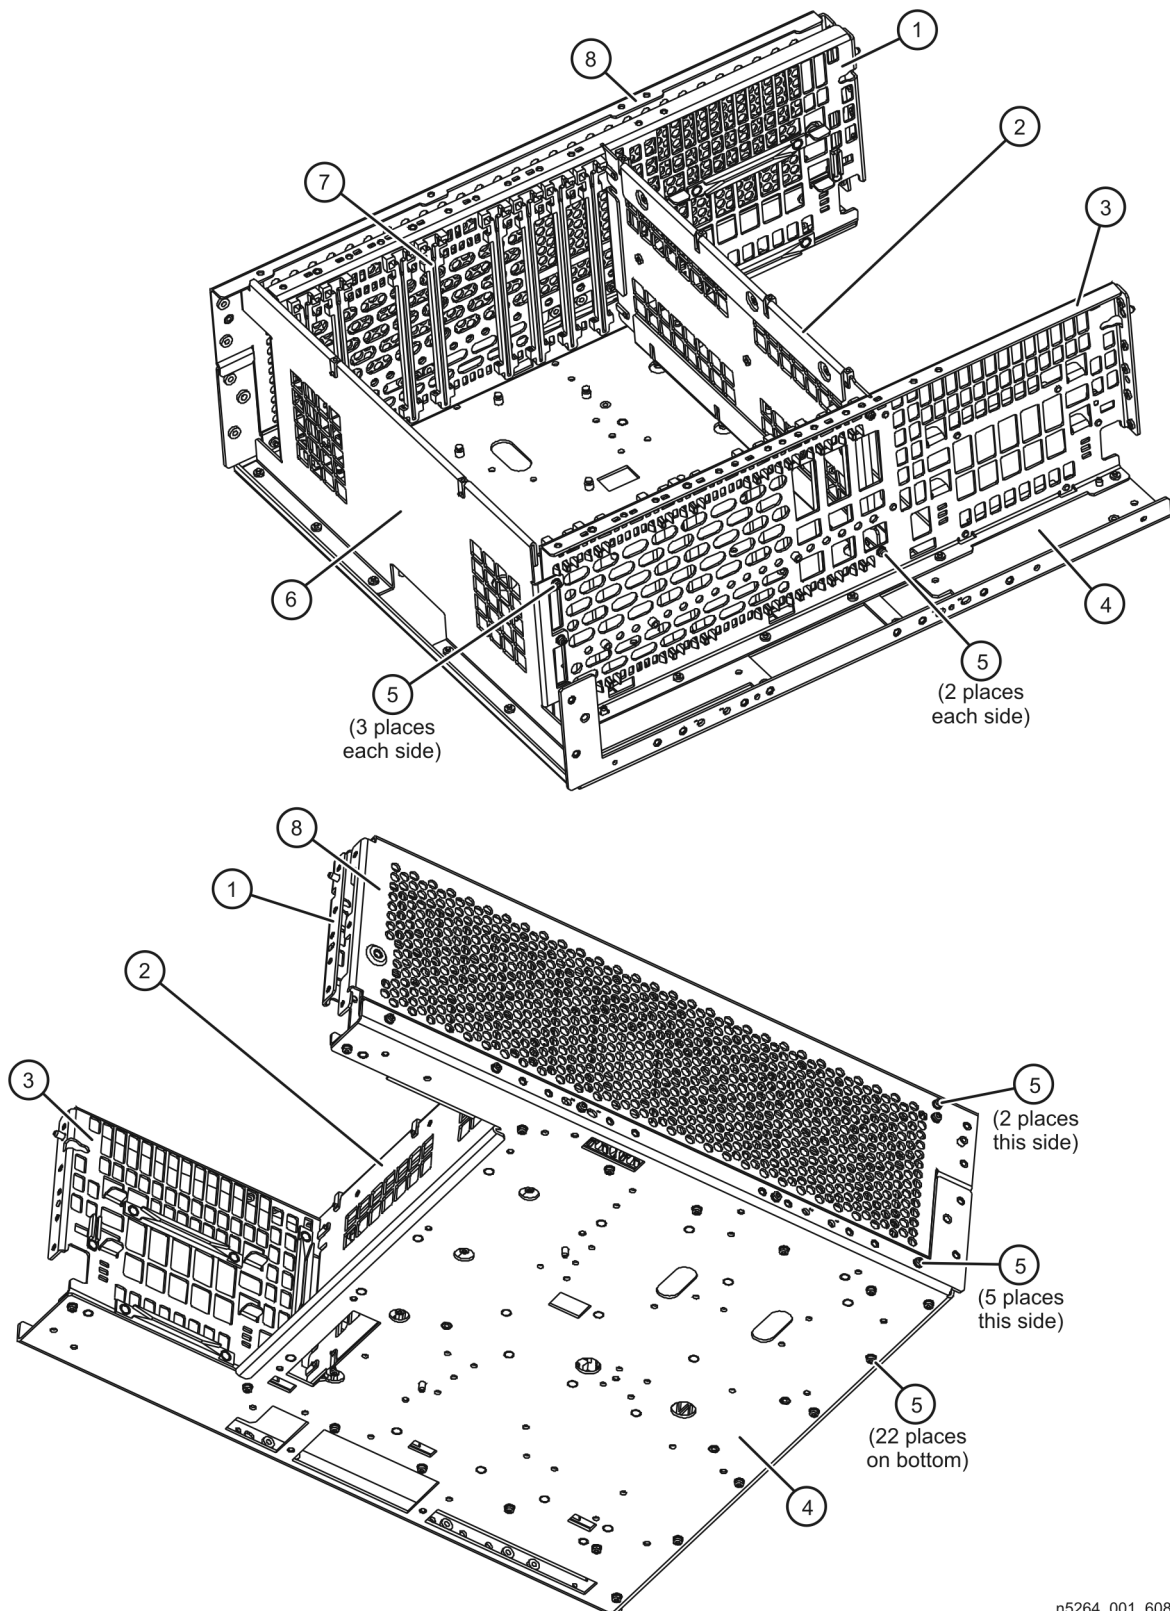 1
8
2
7
3
6
4
5
(3 places
each side)
5
(2 places
each side)
8
1
2
3
5
(2 places
this side)
5
(5 places
this side)
5
(22 places
on bottom)
4
n5264_001_608